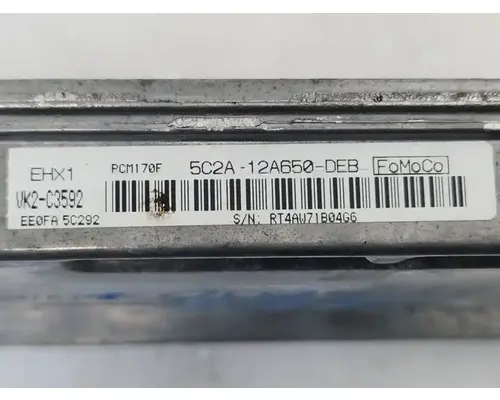 EHX1 PCM170F 5C2A-12A650-DEB FoMoCo
VK2-C3592
EE0FA 5C292 S/N: RT4AW71B04G6